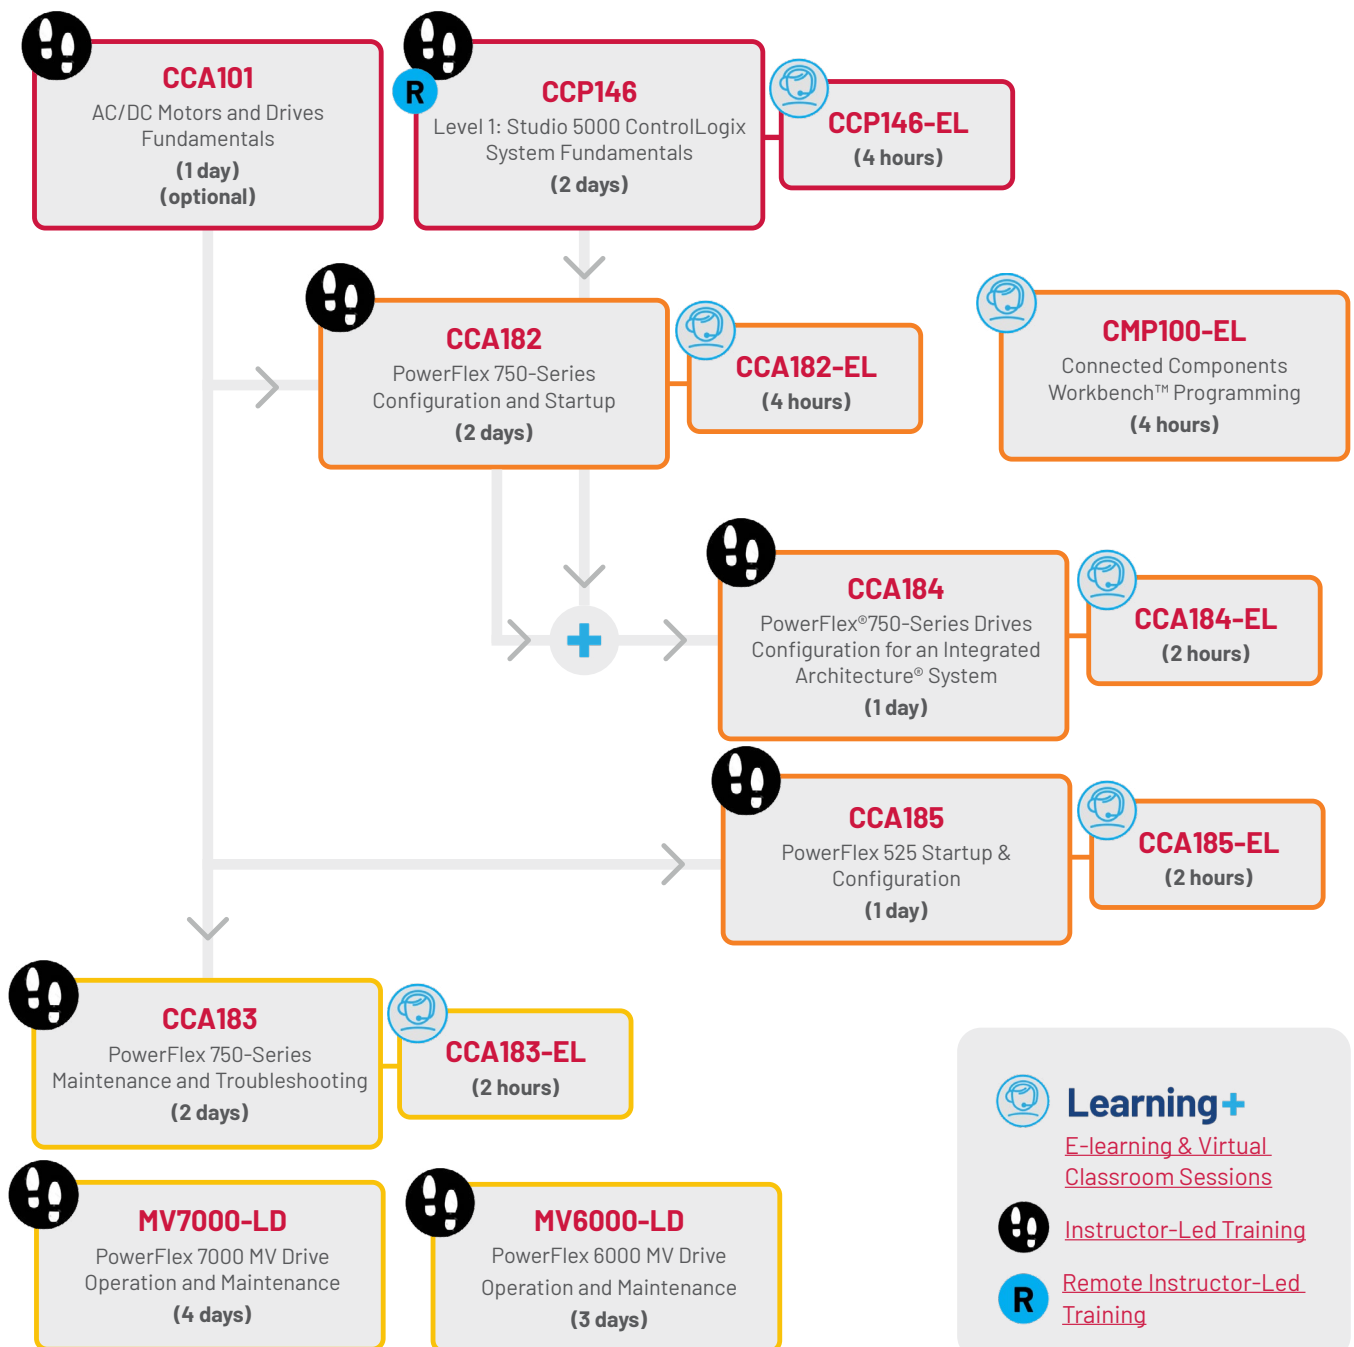 CCA101
AC/DC Motors and Drives
Fundamentals
(1 day)
(optional)
R
CCP146
Level 1: Studio 5000 ControlLogix
System Fundamentals
(2 days)
CCP146-EL
(4 hours)
CCA182
PowerFlex 750-Series
Configuration and Startup
(2 days)
CCA182-EL
(4 hours)
CMP100-EL
Connected Components
Workbench™ Programming
(4 hours)
CCA184
PowerFlex®750-Series Drives
Configuration for an Integrated
Architecture® System
(1 day)
CCA184-EL
(2 hours)
CCA185
PowerFlex 525 Startup &
Configuration
(1 day)
CCA185-EL
(2 hours)
CCA183
PowerFlex 750-Series
Maintenance and Troubleshooting
(2 days)
CCA183-EL
(2 hours)
MV7000-LD
PowerFlex 7000 MV Drive
Operation and Maintenance
(4 days)
MV6000-LD
PowerFlex 6000 MV Drive
Operation and Maintenance
(3 days)
Learning+
E-learning & Virtual
Classroom Sessions
Instructor-Led Training
R
Remote Instructor-Led
Training